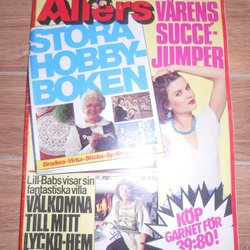 Allers
STORA
HOBBY-
BOKEN
Brodera-Virka-Sticka-Sy-
VÅRENS
SUCCÉ-
JUMPER
Lill-Babs visar sin
fantastiska villa
VÄLKOMNA
TILL MITT
LYCKO-HEM
KÖP
GARNET FÖR
39:80!